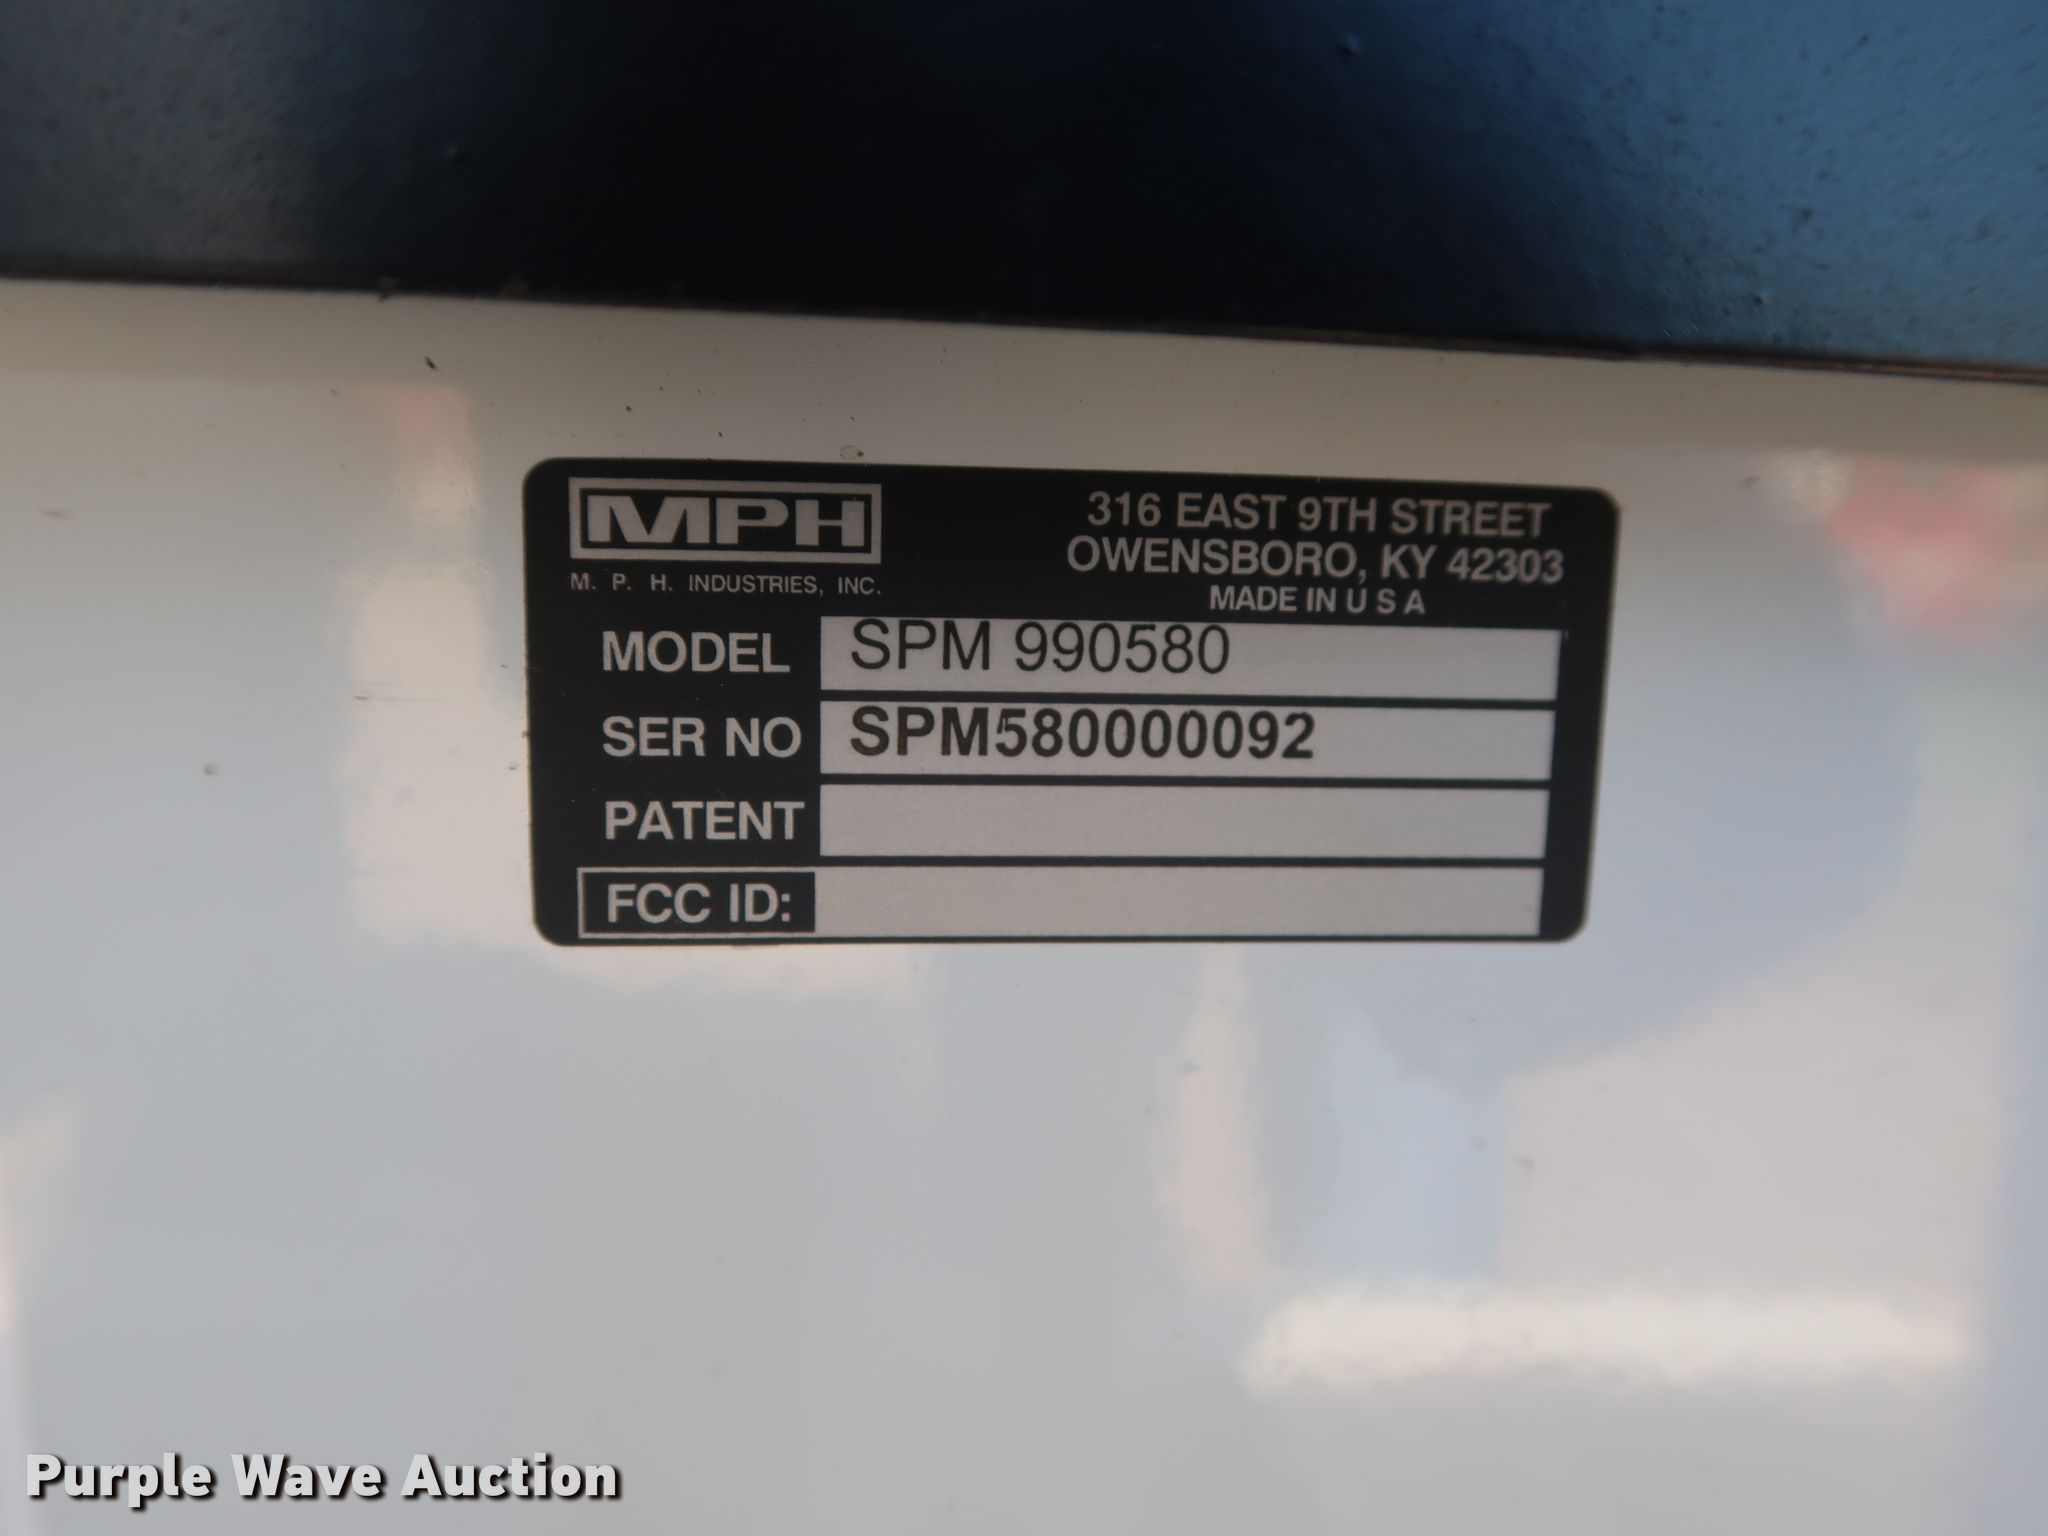 MPH
M. P. H. INDUSTRIES, INC.
316 EAST 9TH STREET
OWENSBORO, KY 42303
MADE IN U S A
MODEL SPM 990580
SER NO SPM580000092
PATENT
FCC ID:
Purple Wave Auction